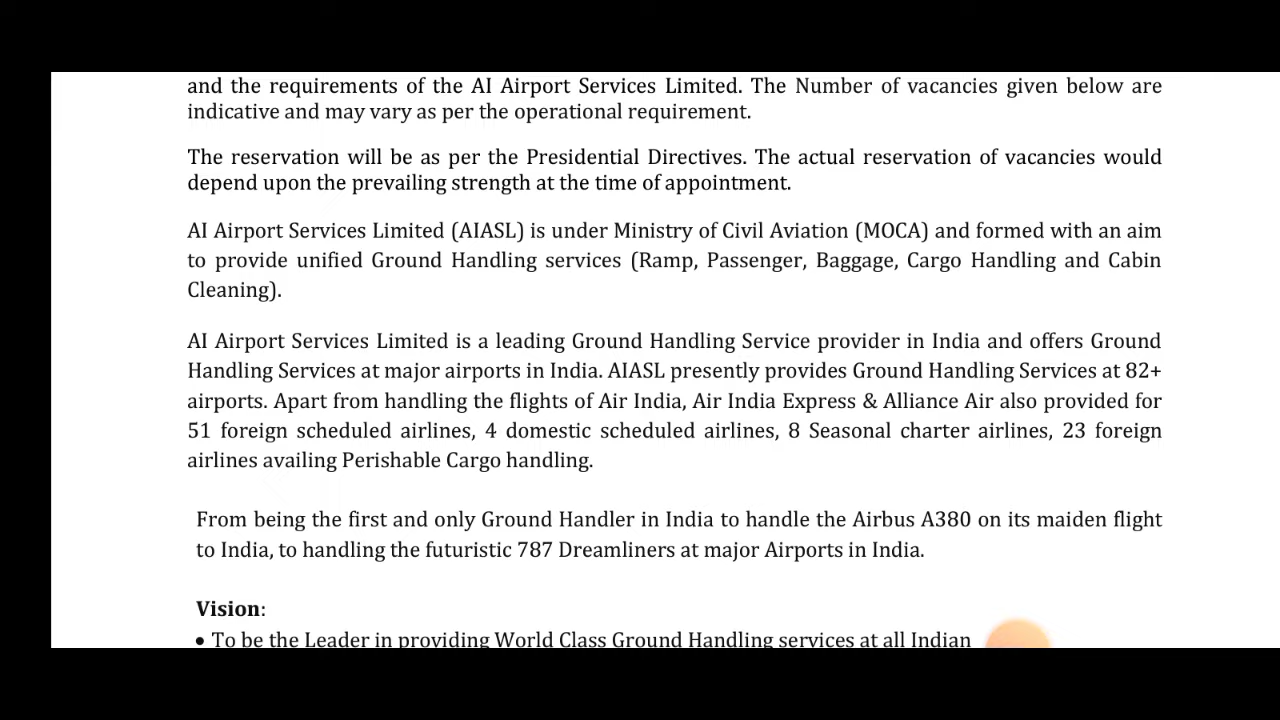 and the requirements of the AI Airport Services Limited. The Number of vacancies given below are
indicative and may vary as per the operational requirement.
The reservation will be as per the Presidential Directives. The actual reservation of vacancies would
depend upon the prevailing strength at the time of appointment.
AI Airport Services Limited (AIASL) is under Ministry of Civil Aviation (MOCA) and formed with an aim
to provide unified Ground Handling services (Ramp, Passenger, Baggage, Cargo Handling and Cabin
Cleaning).
AI Airport Services Limited is a leading Ground Handling Service provider in India and offers Ground
Handling Services at major airports in India. AIASL presently provides Ground Handling Services at 82+
airports. Apart from handling the flights of Air India, Air India Express & Alliance Air also provided for
51 foreign scheduled airlines, 4 domestic scheduled airlines, 8 Seasonal charter airlines, 23 foreign
airlines availing Perishable Cargo handling.
From being the first and only Ground Handler in India to handle the Airbus A380 on its maiden flight
to India, to handling the futuristic 787 Dreamliners at major Airports in India.
Vision:
• To be the Leader in providing World Class Ground Handling services at all Indian